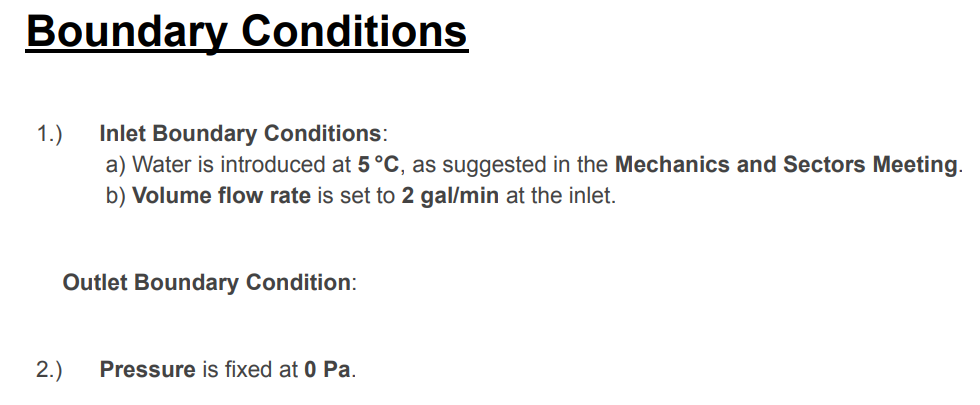 Boundary Conditions
1.) Inlet Boundary Conditions:
a) Water is introduced at 5 °C, as suggested in the Mechanics and Sectors Meeting.
b) Volume flow rate is set to 2 gal/min at the inlet.
Outlet Boundary Condition:
2.) Pressure is fixed at 0 Pa.